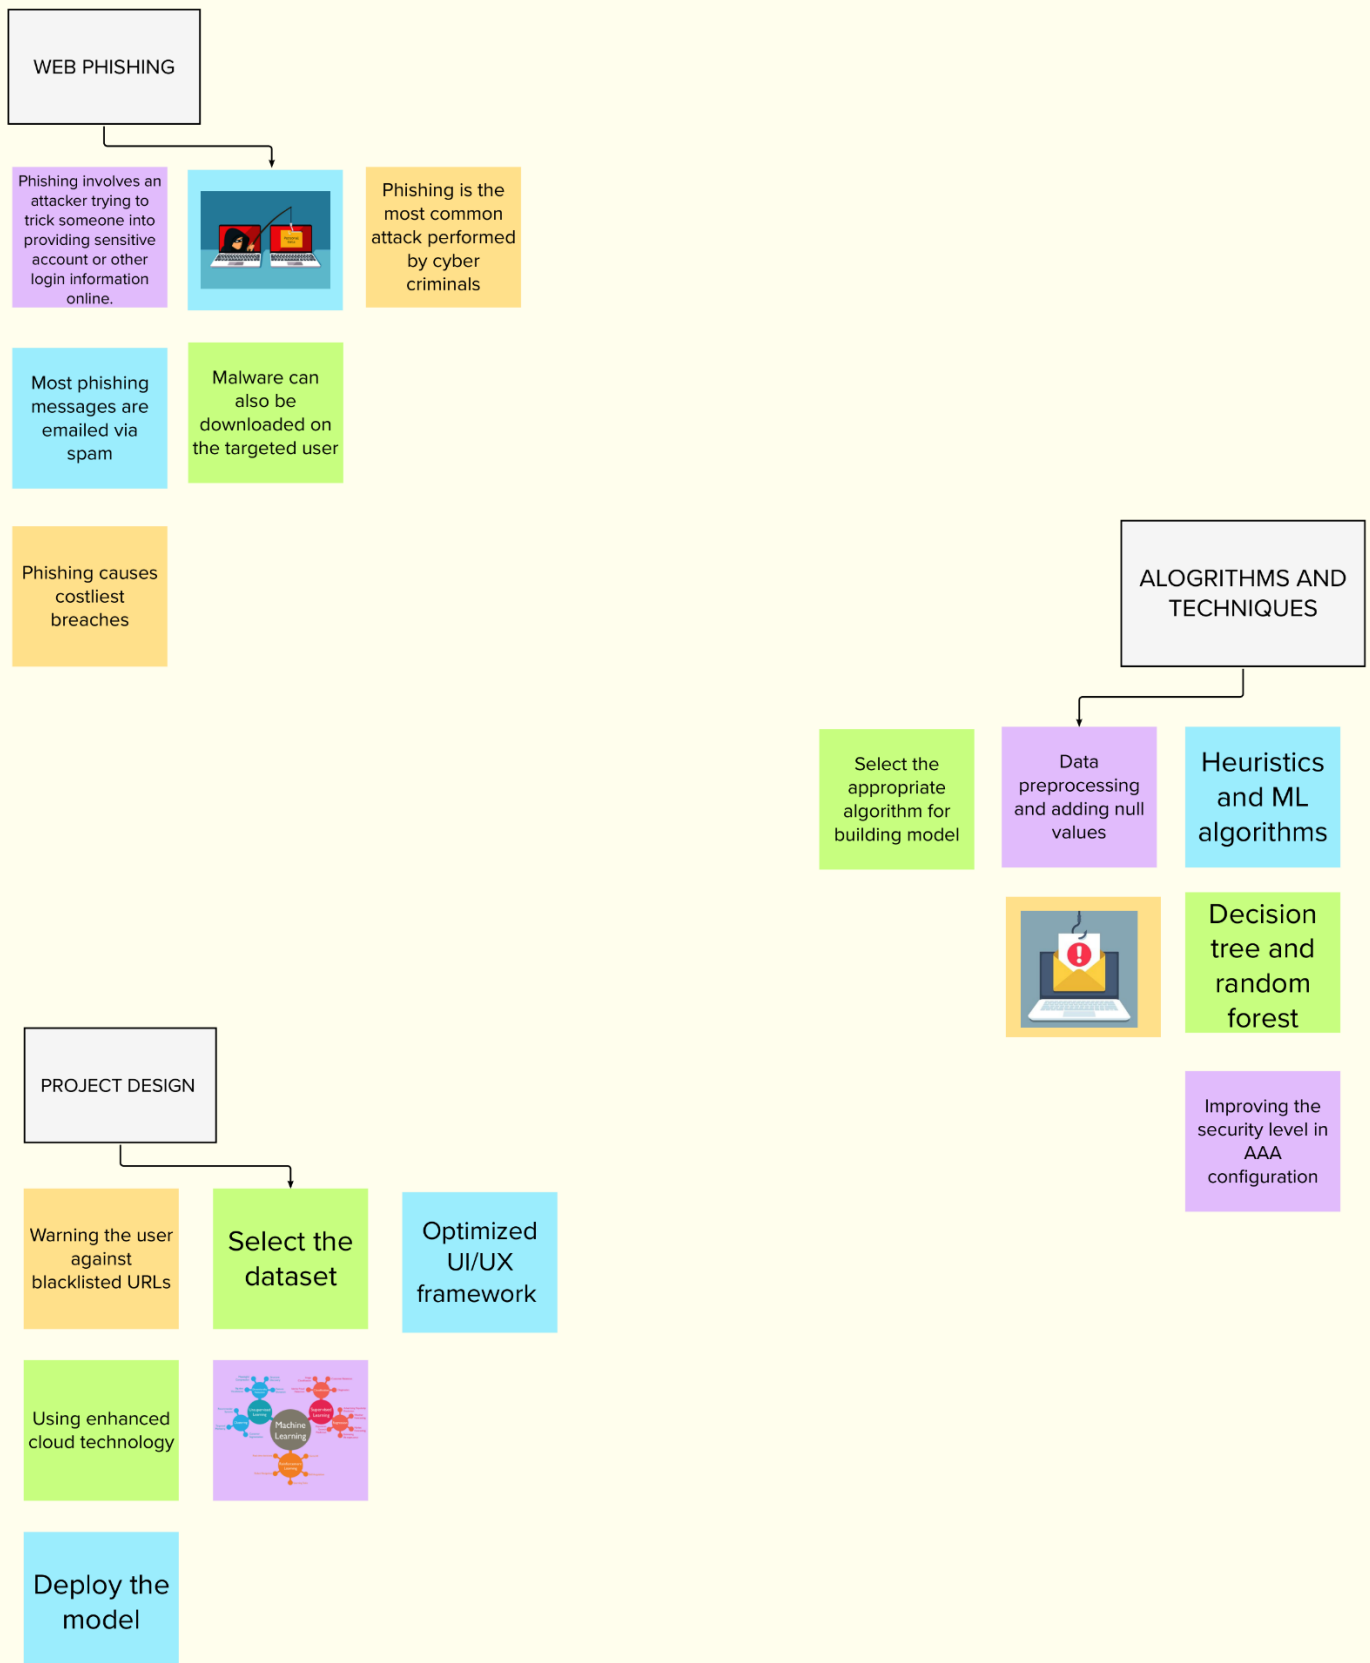 WEB PHISHING
Phishing involves an
attacker trying to
trick someone into
providing sensitive
account or other
login information
online.
Phishing is the
most common
attack performed
by cyber
criminals
Most phishing
messages are
emailed via
spam
Malware can
also be
downloaded on
the targeted user
Phishing causes
costliest
breaches
ALOGRITHMS AND
TECHNIQUES
Select the
appropriate
algorithm for
building model
Data
preprocessing
and adding null
values
Heuristics
and ML
algorithms
Decision
tree and
random
forest
Improving the
security level in
AAA
configuration
PROJECT DESIGN
Warning the user
against
blacklisted URLs
Select the
dataset
Optimized
UI/UX
framework
Using enhanced
cloud technology
Machine
Learning
Deploy the
model